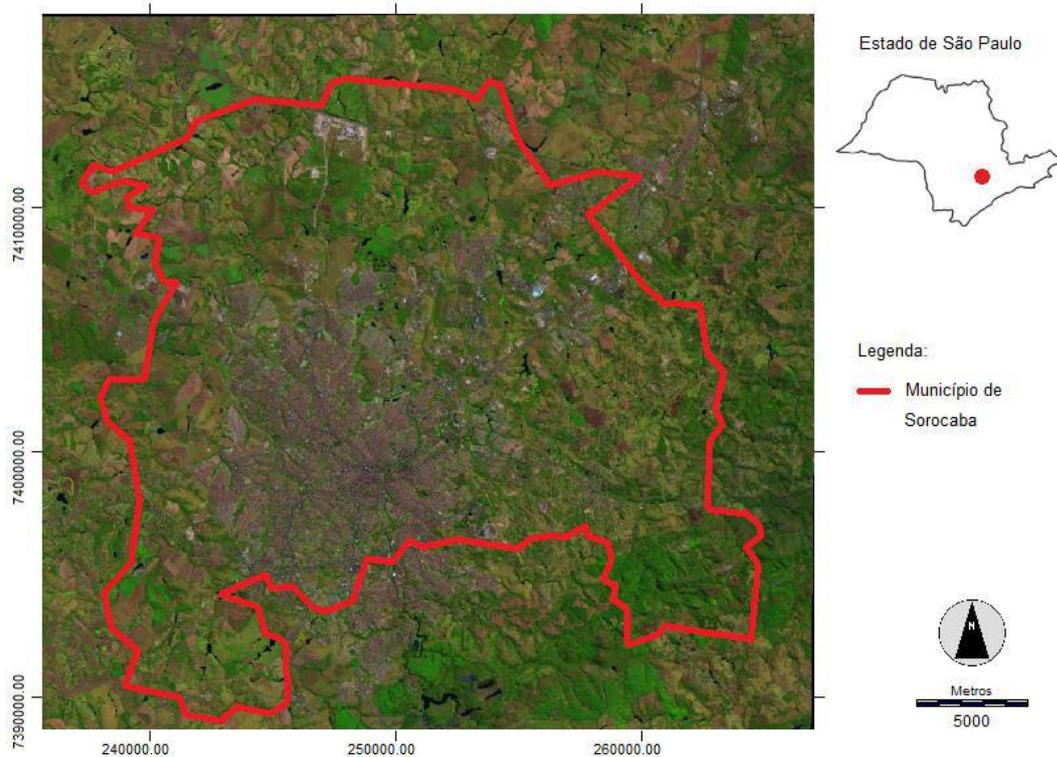 Estado de São Paulo
7410000.00
7400000.00
7390000.00
240000.00
250000.00
260000.00
Legenda:
Município de
Sorocaba
N
Metros
5000